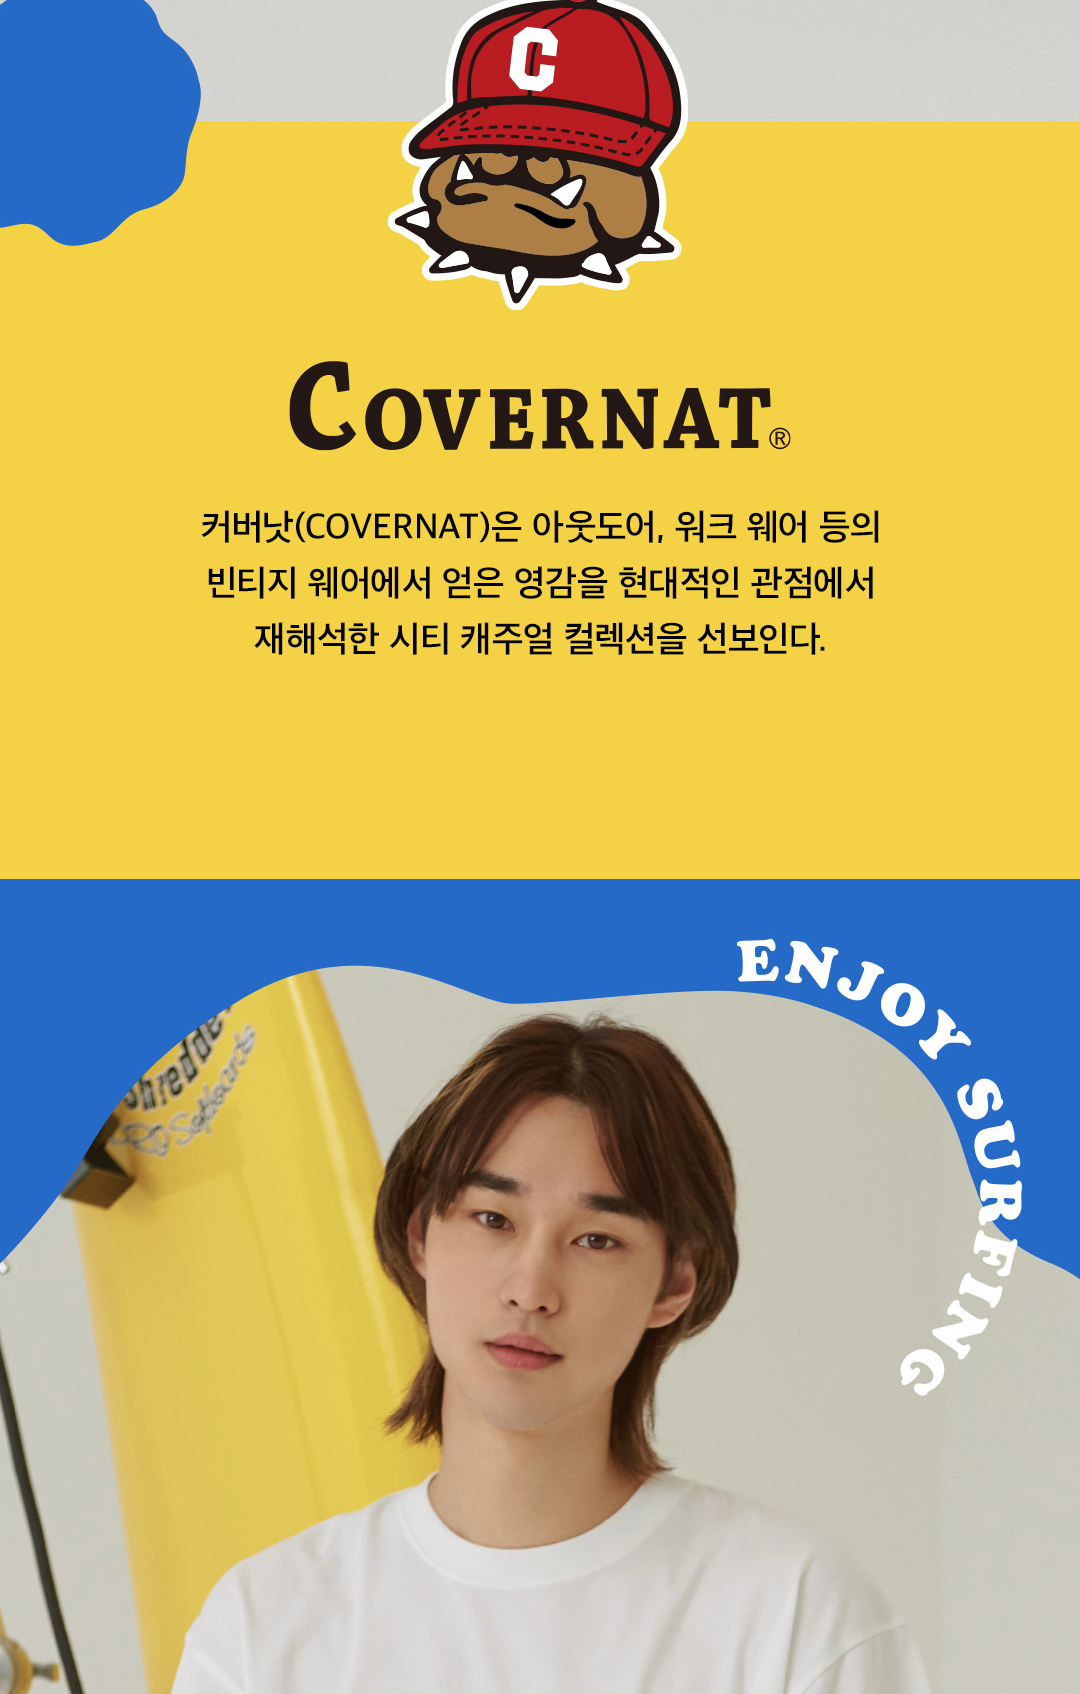 C
COVERNAT®
커버낫(COVERNAT)은 아웃도어, 워크 웨어 등의
빈티지 웨어에서 얻은 영감을 현대적인 관점에서
재해석한 시티 캐주얼 컬렉션을 선보인다.
ENJOY SURFING
Shredder
Softboards